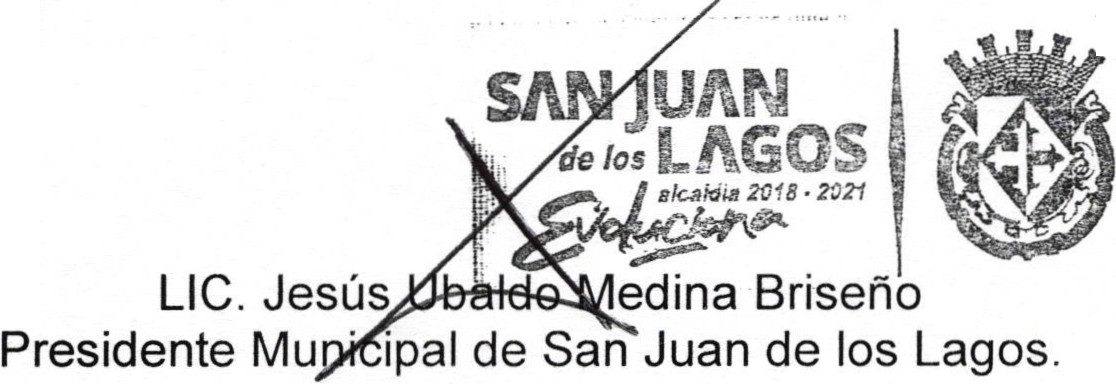 SAN JUAN
de los LAGOS
alcaldía 2018 - 2021
Evoluciona
LIC. Jesús Ubaldo Medina Briseño
Presidente Municipal de San Juan de los Lagos.